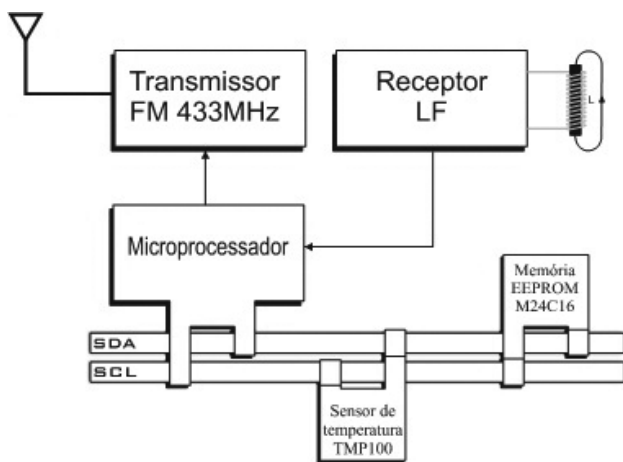 Transmissor
FM 433MHz
Receptor
LF
L
Microprocessador
Memória
EEPROM
M24C16
SDA
SCL
Sensor de
temperatura
TMP100